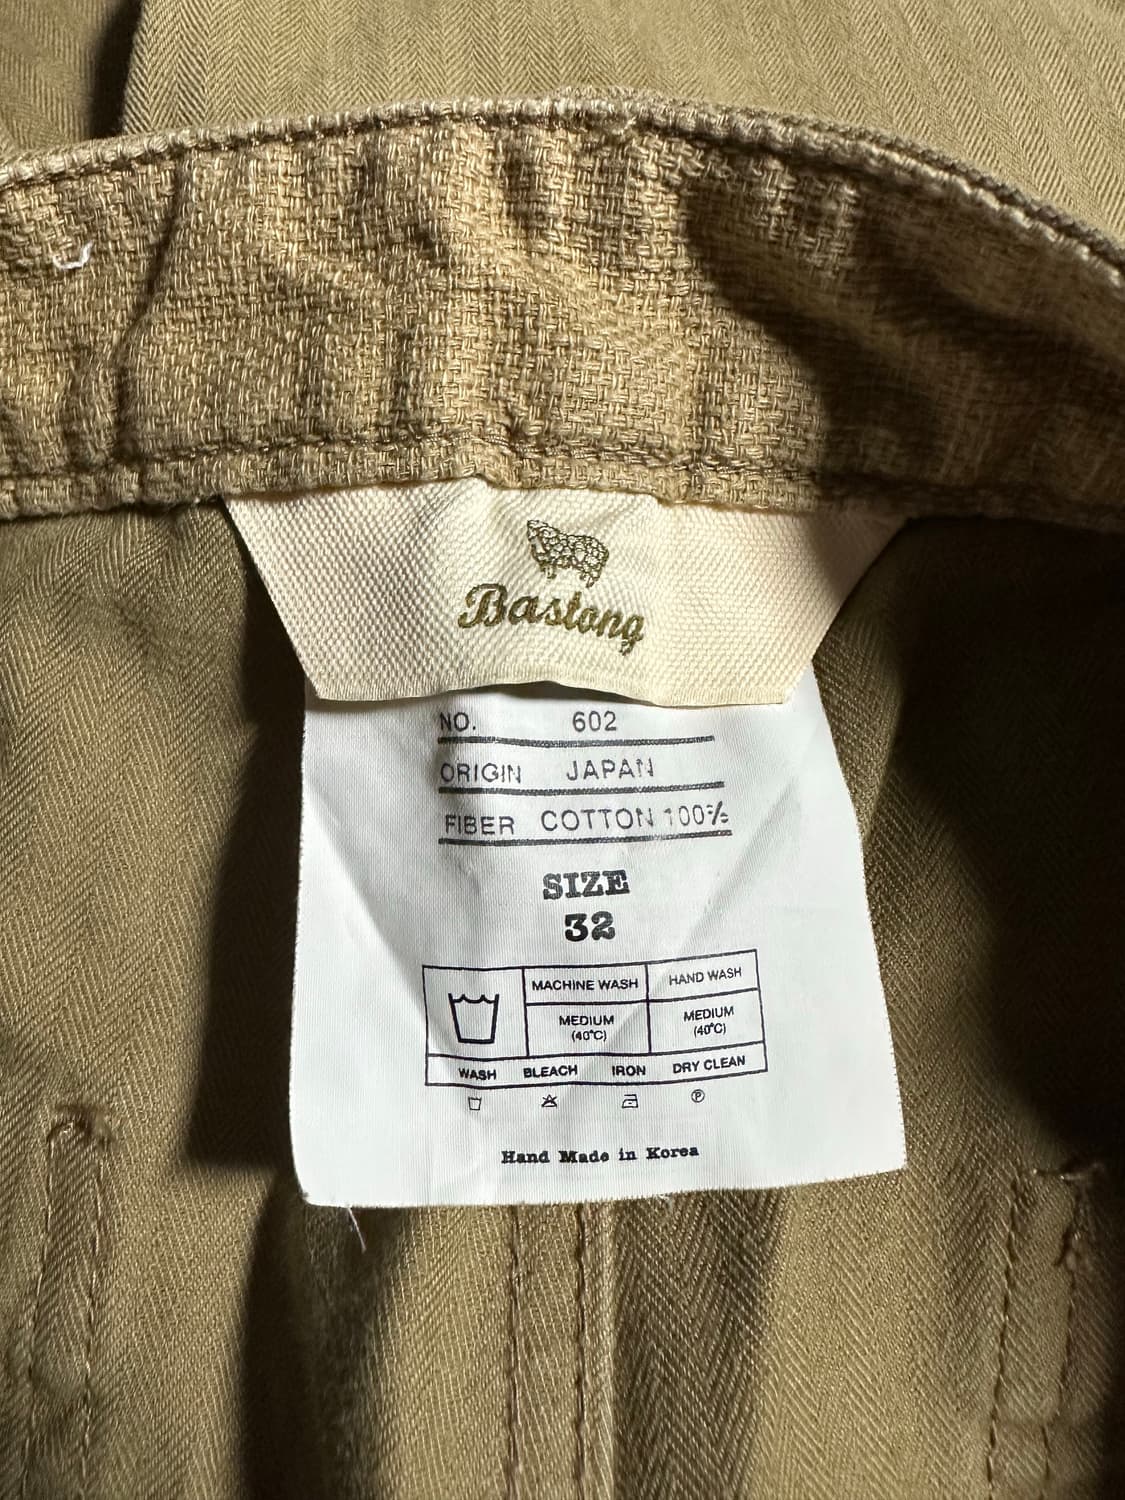 Bastong
NO. 602
ORIGIN JAPAN
FIBER COTTON 100%
SIZE
32
MACHINE WASH HAND WASH
MEDIUM (40°C) MEDIUM (40°C)
WASH BLEACH IRON DRY CLEAN
P
Hand Made in Korea